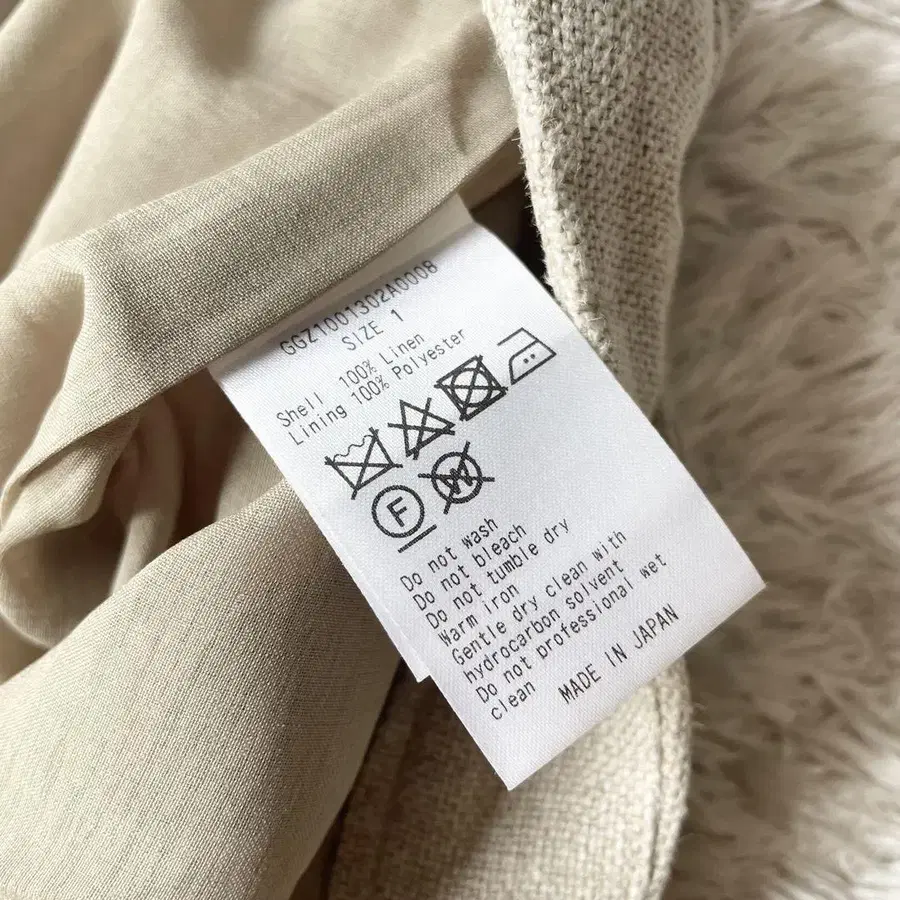 GGZ1001302A0008
SIZE 1
Shell 100% Linen
Lining 100% Polyester
F W
Do not wash
Do not bleach
Do not tumble dry
Warm iron
Gentle dry clean with
hydrocarbon solvent
Do not professional wet
clean
MADE IN JAPAN